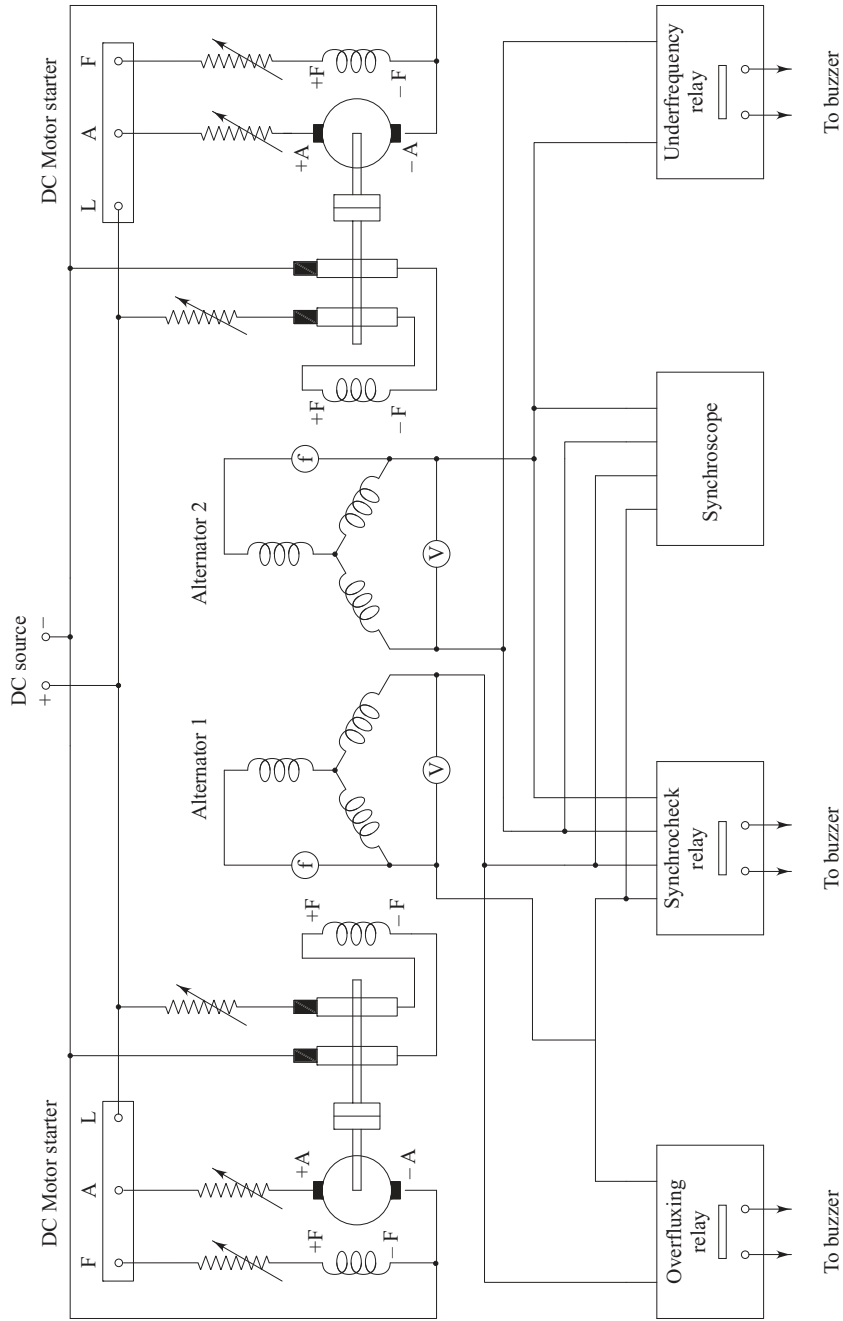 DC source
+
−
DC Motor starter
F
A
L
DC Motor starter
L
A
F
+A
− A
+F
− F
+F
− F
Alternator 1
f
V
Alternator 2
f
V
+F
− F
+A
− A
+F
− F
Overfluxing
relay
To buzzer
Synchrocheck
relay
To buzzer
Synchroscope
Underfrequency
relay
To buzzer